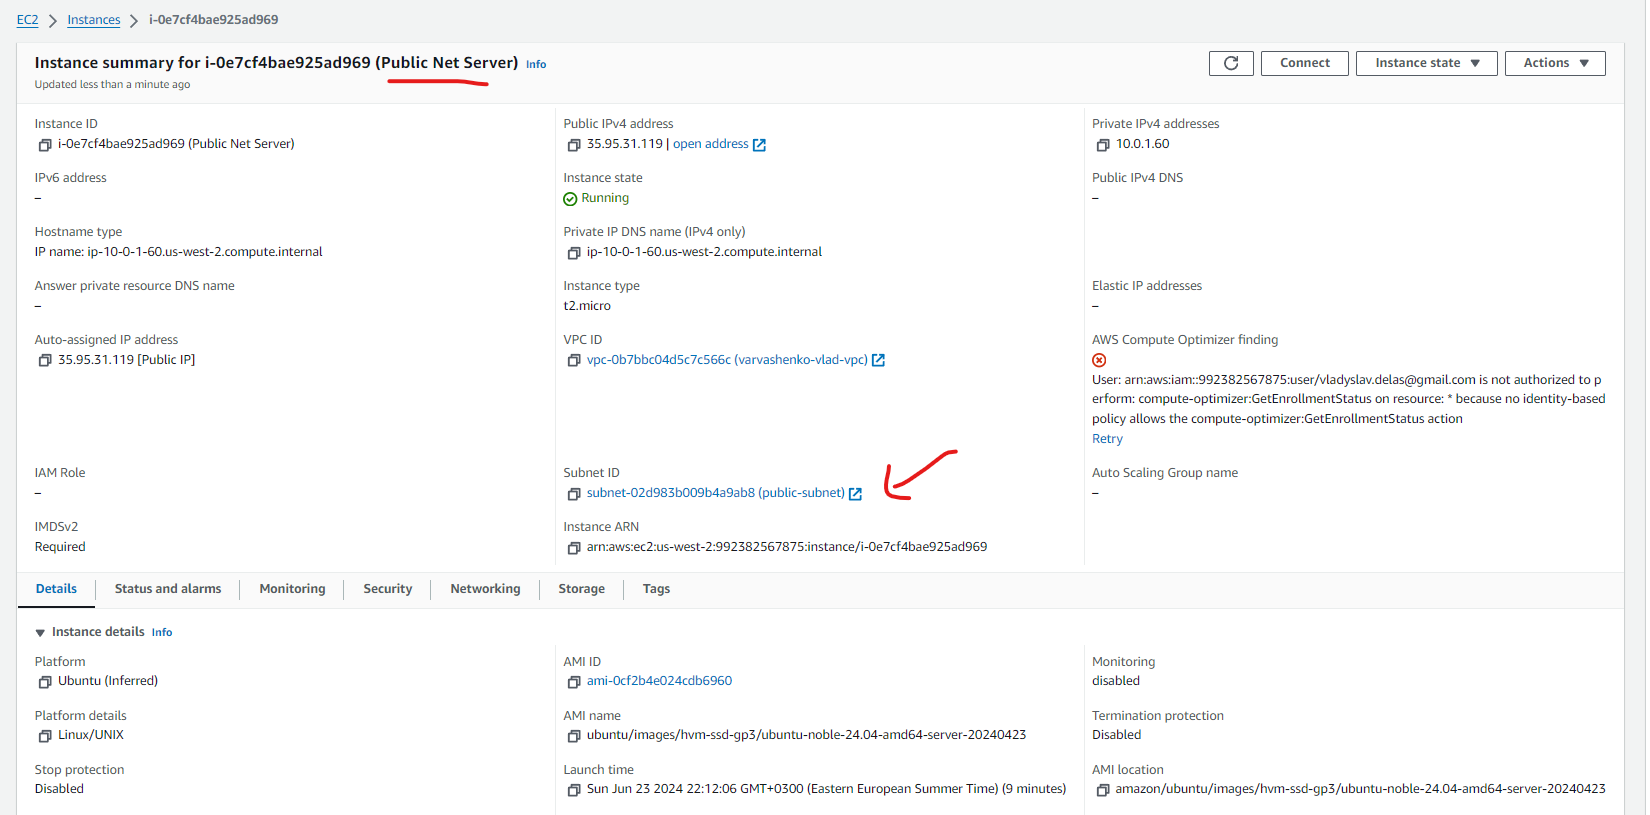 EC2 > Instances > i-0e7cf4bae925ad969
Instance summary for i-0e7cf4bae925ad969 (Public Net Server) Info
Updated less than a minute ago
Connect
Instance state
Actions
Instance ID
i-0e7cf4bae925ad969 (Public Net Server)
Public IPv4 address
35.95.31.119 | open address
Private IPv4 addresses
10.0.1.60
IPv6 address
–
Instance state
Running
Public IPv4 DNS
–
Hostname type
IP name: ip-10-0-1-60.us-west-2.compute.internal
Private IP DNS name (IPv4 only)
ip-10-0-1-60.us-west-2.compute.internal
Answer private resource DNS name
–
Instance type
t2.micro
Elastic IP addresses
–
Auto-assigned IP address
35.95.31.119 [Public IP]
VPC ID
vpc-0b7bbc04d5c7c566c (varvashenko-vlad-vpc)
AWS Compute Optimizer finding
User: arn:aws:iam::992382567875:user/vladyslav.delas@gmail.com is not authorized to p
erform: compute-optimizer:GetEnrollmentStatus on resource: * because no identity-based
policy allows the compute-optimizer:GetEnrollmentStatus action
Retry
IAM Role
–
Subnet ID
subnet-02d983b009b4a9ab8 (public-subnet)
Auto Scaling Group name
–
IMDSv2
Required
Instance ARN
arn:aws:ec2:us-west-2:992382567875:instance/i-0e7cf4bae925ad969
Details
Status and alarms
Monitoring
Security
Networking
Storage
Tags
Instance details Info
Platform
Ubuntu (Inferred)
AMI ID
ami-0cf2b4e024cdb6960
Monitoring
disabled
Platform details
Linux/UNIX
AMI name
ubuntu/images/hvm-ssd-gp3/ubuntu-noble-24.04-amd64-server-20240423
Termination protection
Disabled
Stop protection
Disabled
Launch time
Sun Jun 23 2024 22:12:06 GMT+0300 (Eastern European Summer Time) (9 minutes)
AMI location
amazon/ubuntu/images/hvm-ssd-gp3/ubuntu-noble-24.04-amd64-server-20240423